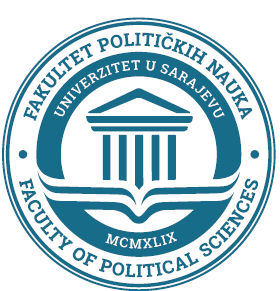 FAKULTET POLITIČKIH NAUKA
UNIVERZITET U SARAJEVU
MCMXLIX
FACULTY OF POLITICAL SCIENCES